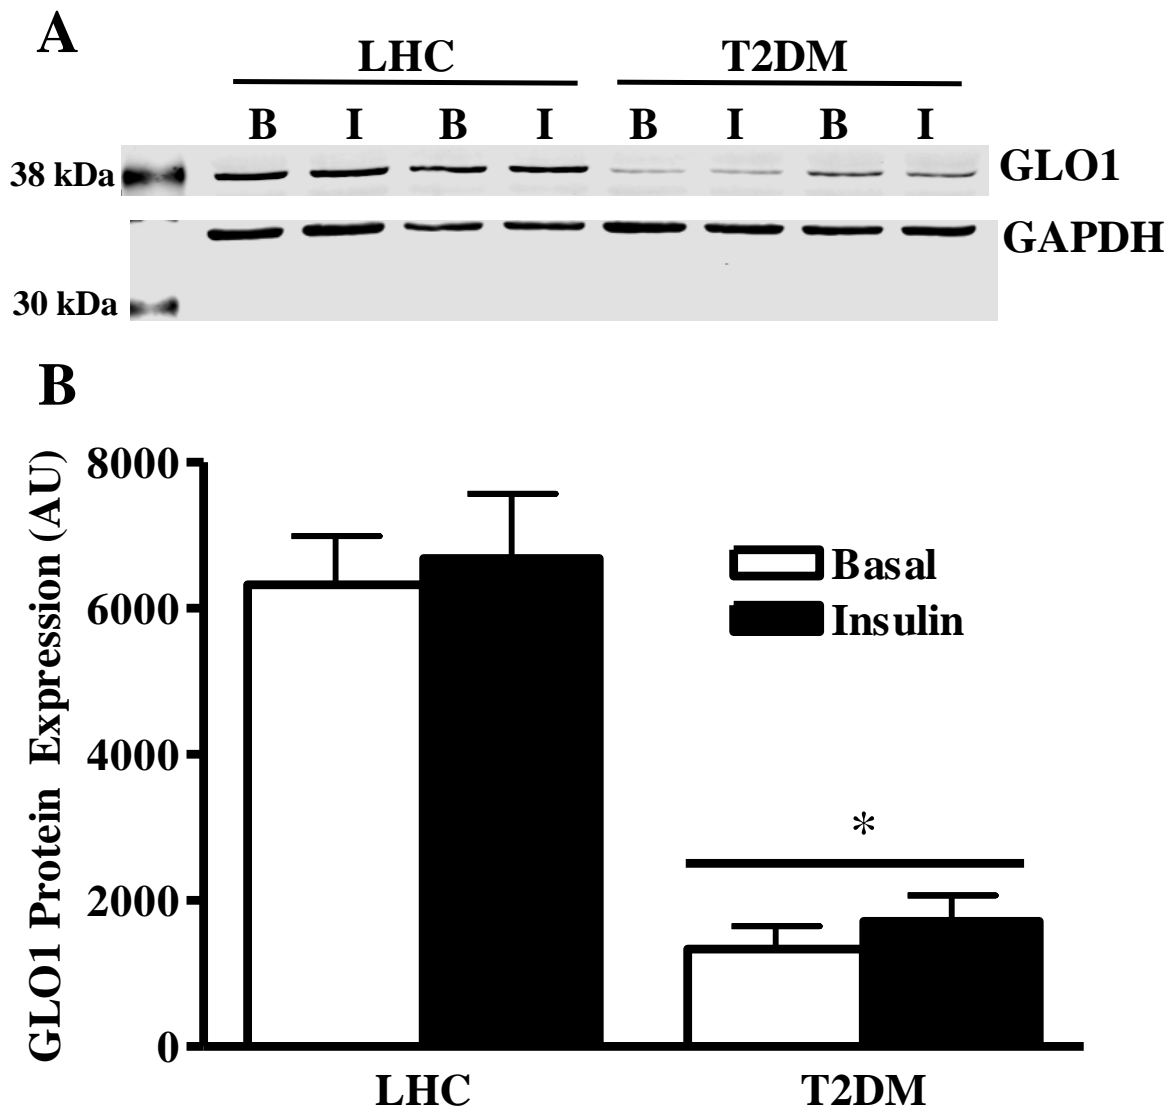 A
LHC T2DM
B I B I B I B I
38 kDa GLO1
GAPDH
30 kDa
B
GLO1 Protein Expression (AU)
8000
6000
4000
2000
0
Basal
Insulin
*
LHC T2DM